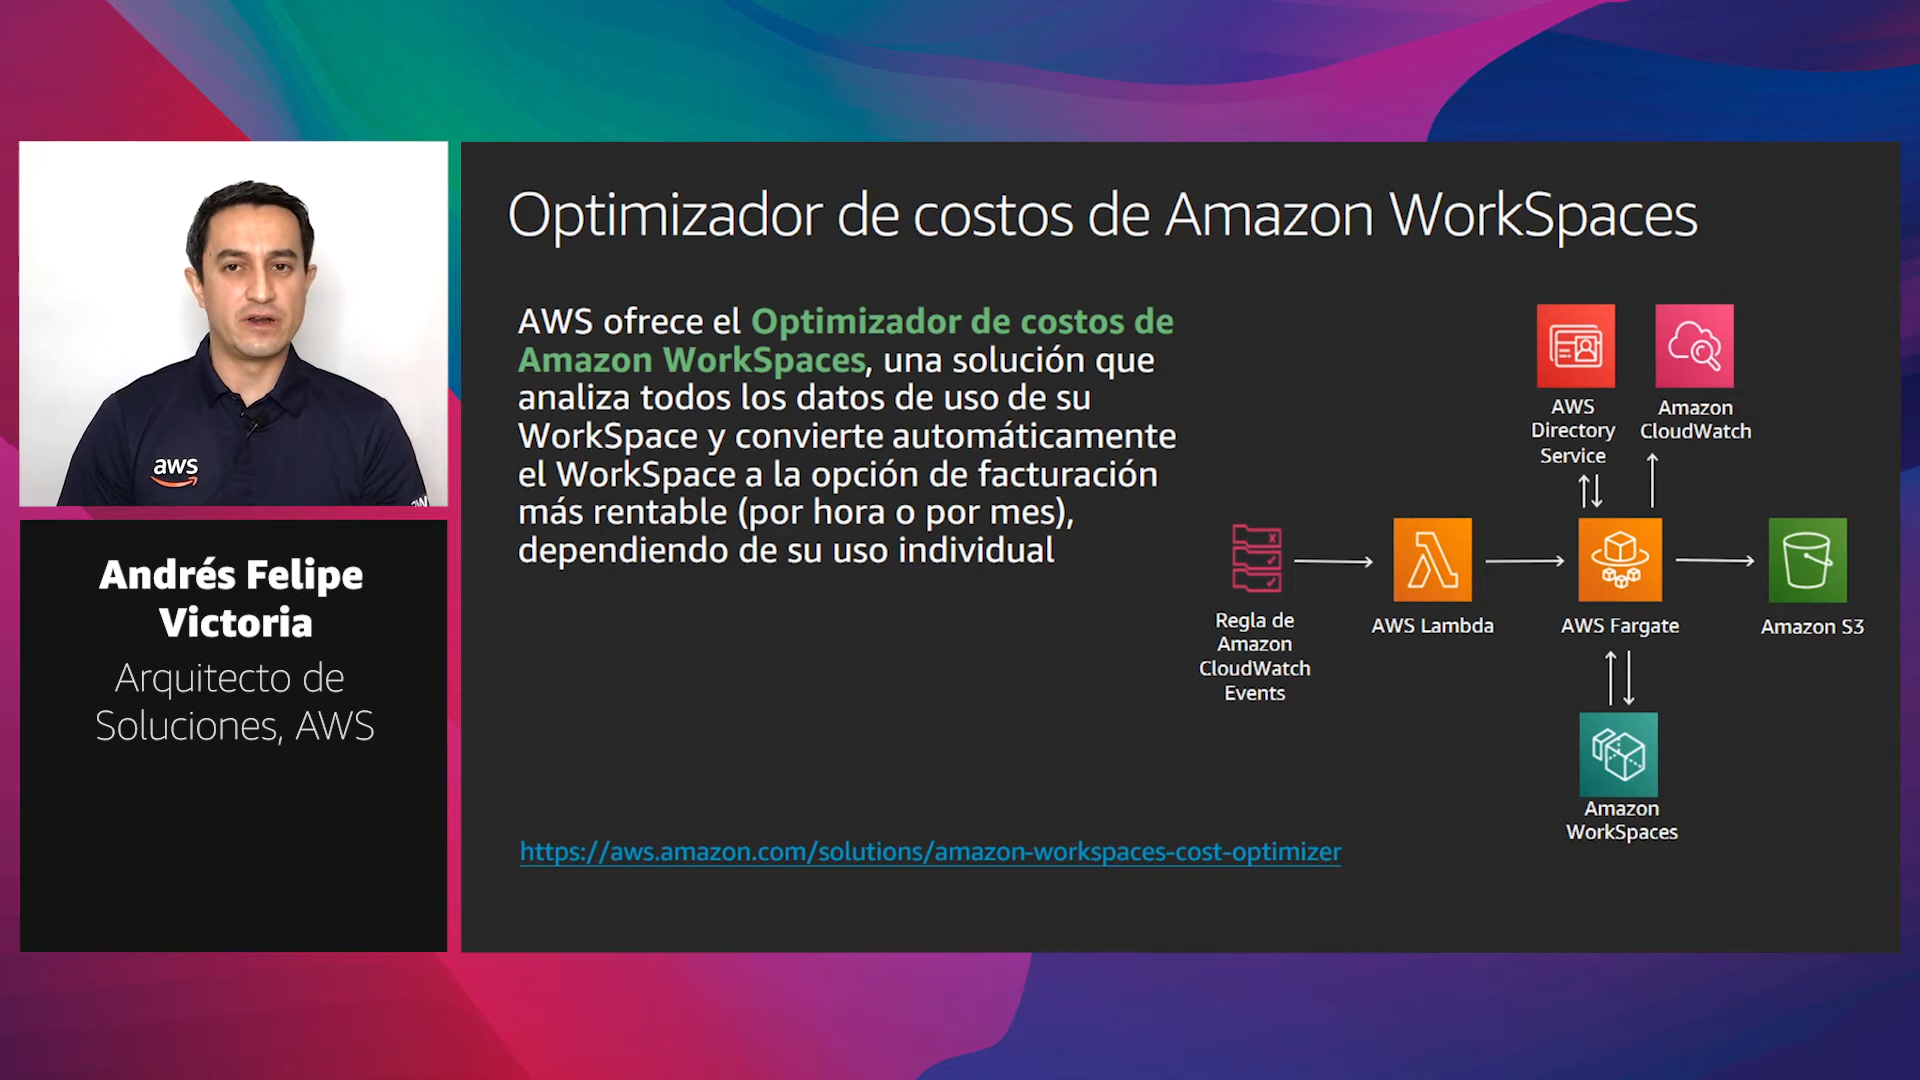 Optimizador de costos de Amazon WorkSpaces
AWS ofrece el Optimizador de costos de
Amazon WorkSpaces, una solución que
analiza todos los datos de uso de su
WorkSpace y convierte automáticamente
el WorkSpace a la opción de facturación
más rentable (por hora o por mes),
dependiendo de su uso individual
AWS
Directory
Service
Amazon
CloudWatch
Regla de
Amazon
CloudWatch
Events
AWS Lambda
AWS Fargate
Amazon S3
Amazon
WorkSpaces
https://aws.amazon.com/solutions/amazon-workspaces-cost-optimizer
aws
Andrés Felipe
Victoria
Arquitecto de
Soluciones, AWS